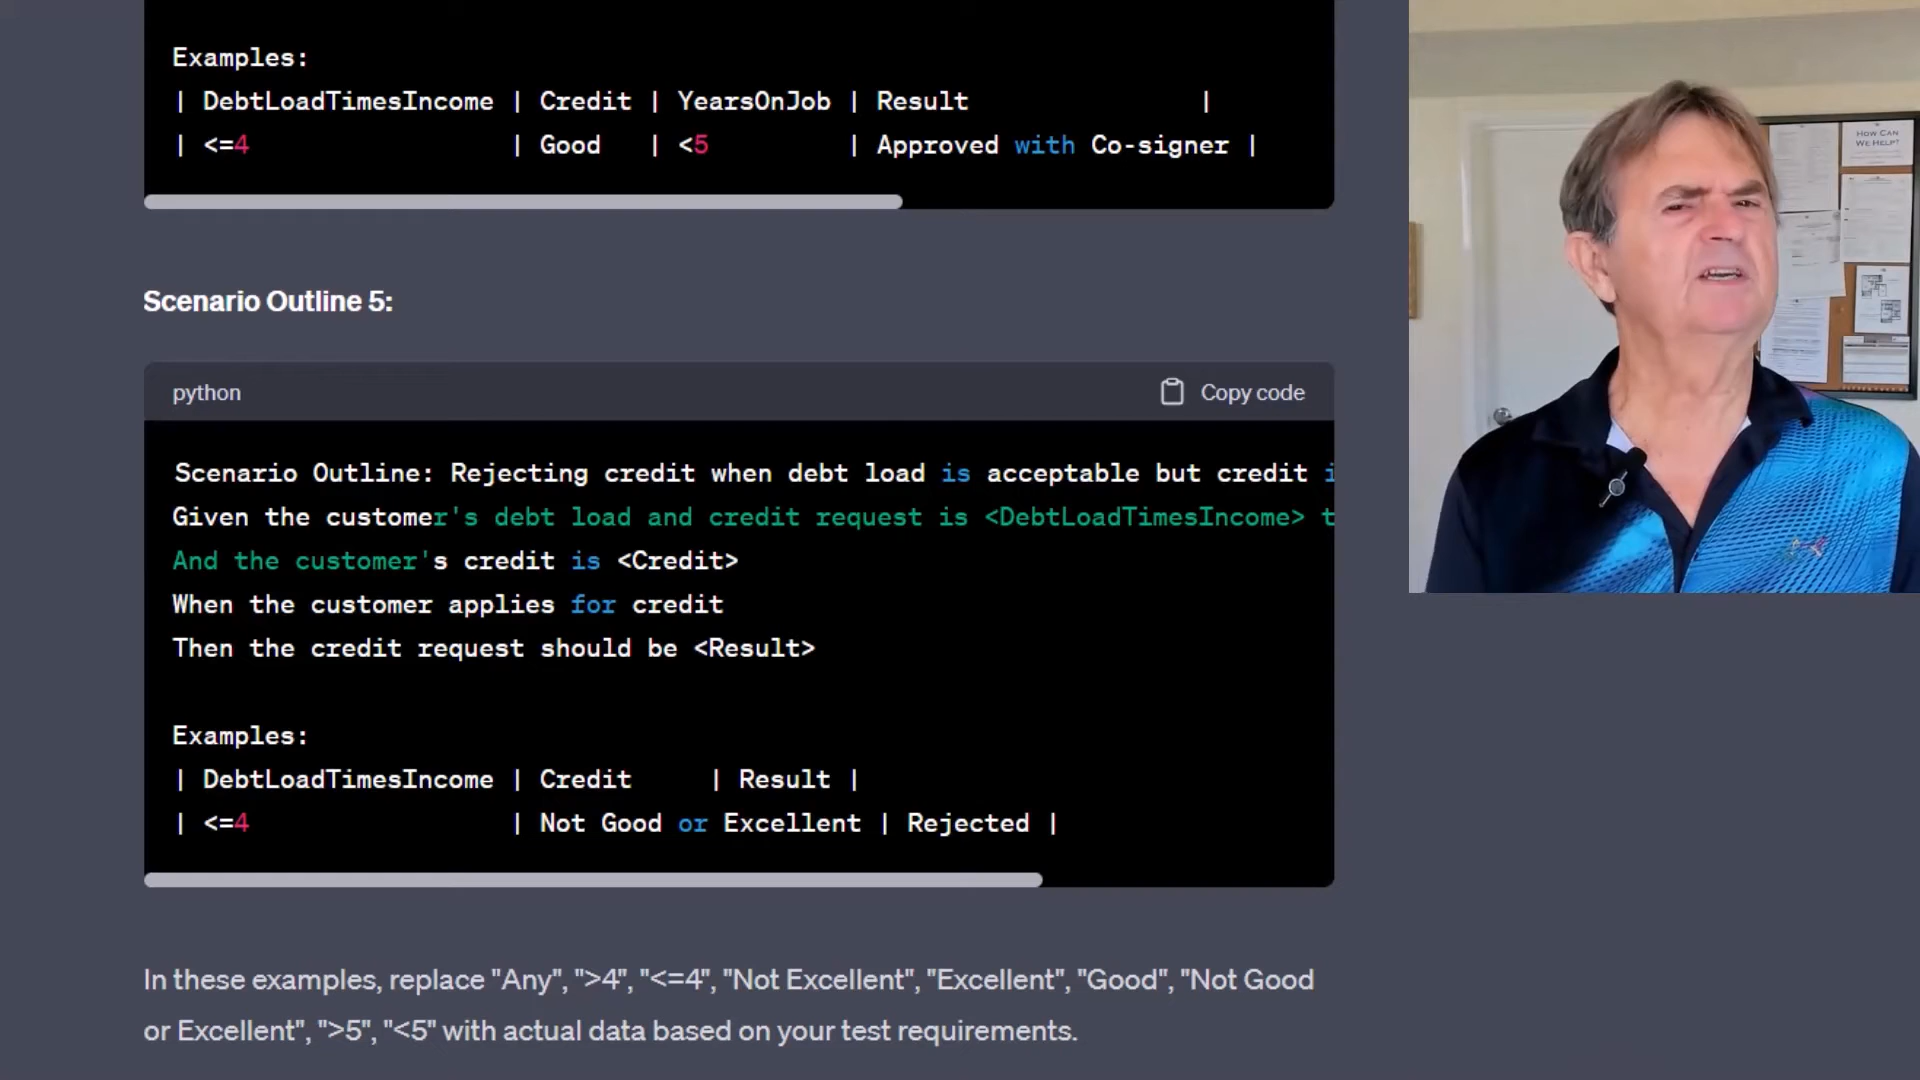 Examples:
| DebtLoadTimesIncome | Credit | YearsOnJob | Result |
| <=4 | Good | <5 | Approved with Co-signer |
Scenario Outline 5:
python
Copy code
Scenario Outline: Rejecting credit when debt load is acceptable but credit
Given the customer's debt load and credit request is <DebtLoadTimesIncome> t
And the customer's credit is <Credit>
When the customer applies for credit
Then the credit request should be <Result>
Examples:
| DebtLoadTimesIncome | Credit | Result |
| <=4 | Not Good or Excellent | Rejected |
In these examples, replace "Any", ">4", "<=4", "Not Excellent", "Excellent", "Good", "Not Good
or Excellent", ">5", "<5" with actual data based on your test requirements.
HOW CAN
WE HELP?